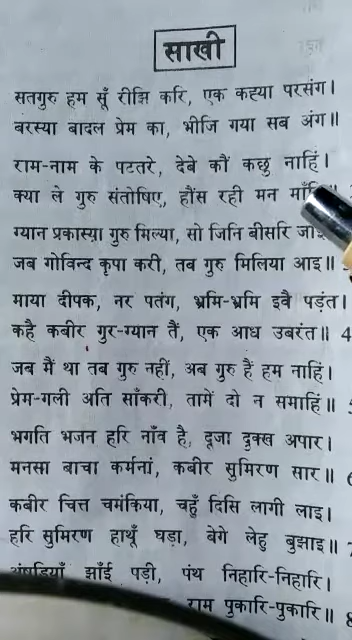 साखी
सतगुरु हम सूँ रीझि करि, एक कह्या परसंग।
बरस्या बादल प्रेम का, भीजि गया सब अंग॥
राम-नाम के पटतरे, देबे कौं कछु नाहिं।
क्या ले गुरु संतोषिए, हौंस रही मन
ग्यान प्रकास्या गुरु मिल्या, सो जिनि बीसरि
जब गोविन्द कृपा करी, तब गुरु मिलिया आइ॥
माया दीपक, नर पतंग, भ्रमि-भ्रमि इवै पड़ंत।
कहै कबीर गुर-ग्यान तैं, एक आध उबरंत॥ 4
जब मैं था तब गुरु नहीं, अब गुरु हैं हम नाहिं।
प्रेम-गली अति साँकरी, तामें दो न समाहिं॥
भगति भजन हरि नाँव है, दूजा दुक्ख अपार।
मनसा बाचा कर्मनां, कबीर सुमिरण सार॥
कबीर चित्त चमंकिया, चहुँ दिसि लागी लाइ।
हरि सुमिरण हाथूँ घड़ा, बेगे लेहु बुझाइ॥
झाँई पड़ी, पंथ निहारि-निहारि।
राम पुकारि-पुकारि॥